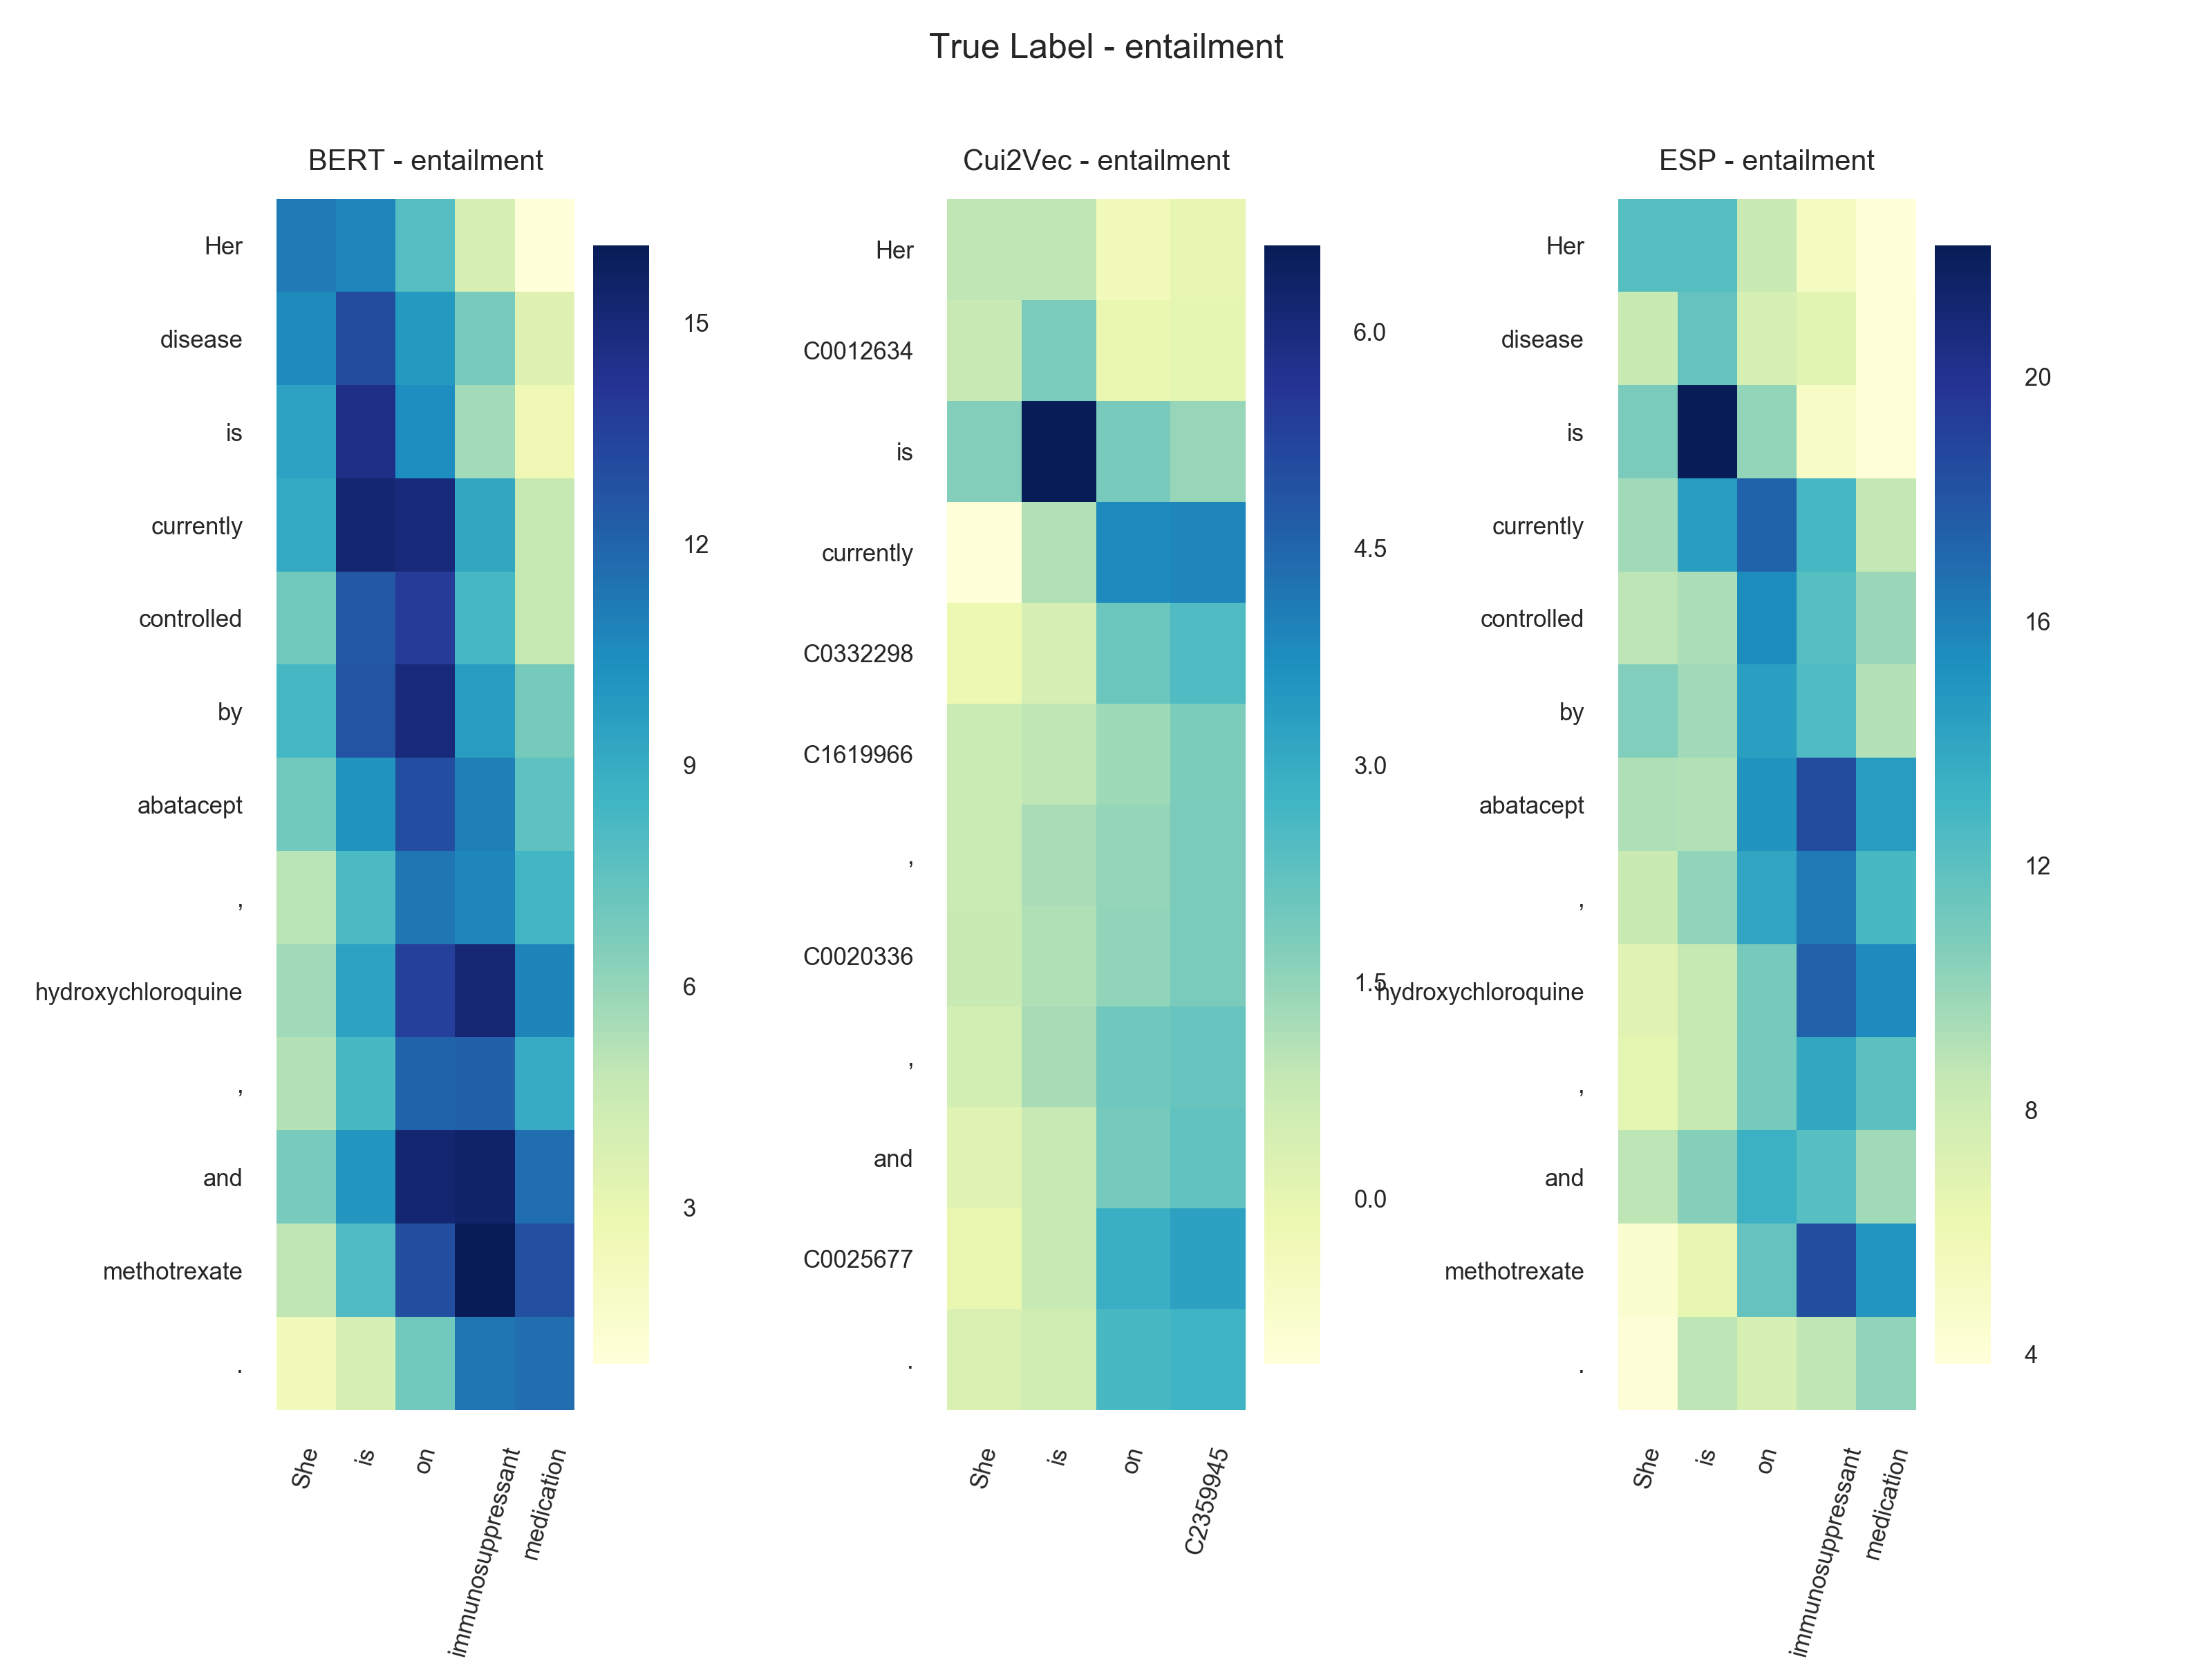 True Label - entailment
BERT - entailment
Her
disease
is
currently
controlled
by
abatacept
,
hydroxychloroquine
,
and
methotrexate
.
She
is
on
immunosuppressant
medication
15
12
9
6
3
Cui2Vec - entailment
Her
C0012634
is
currently
C0332298
C1619966
,
C0020336
,
and
C0025677
.
She
is
on
C2359945
6.0
4.5
3.0
1.5
0.0
ESP - entailment
Her
disease
is
currently
controlled
by
abatacept
,
hydroxychloroquine
,
and
methotrexate
.
She
is
on
immunosuppressant
medication
20
16
12
8
4